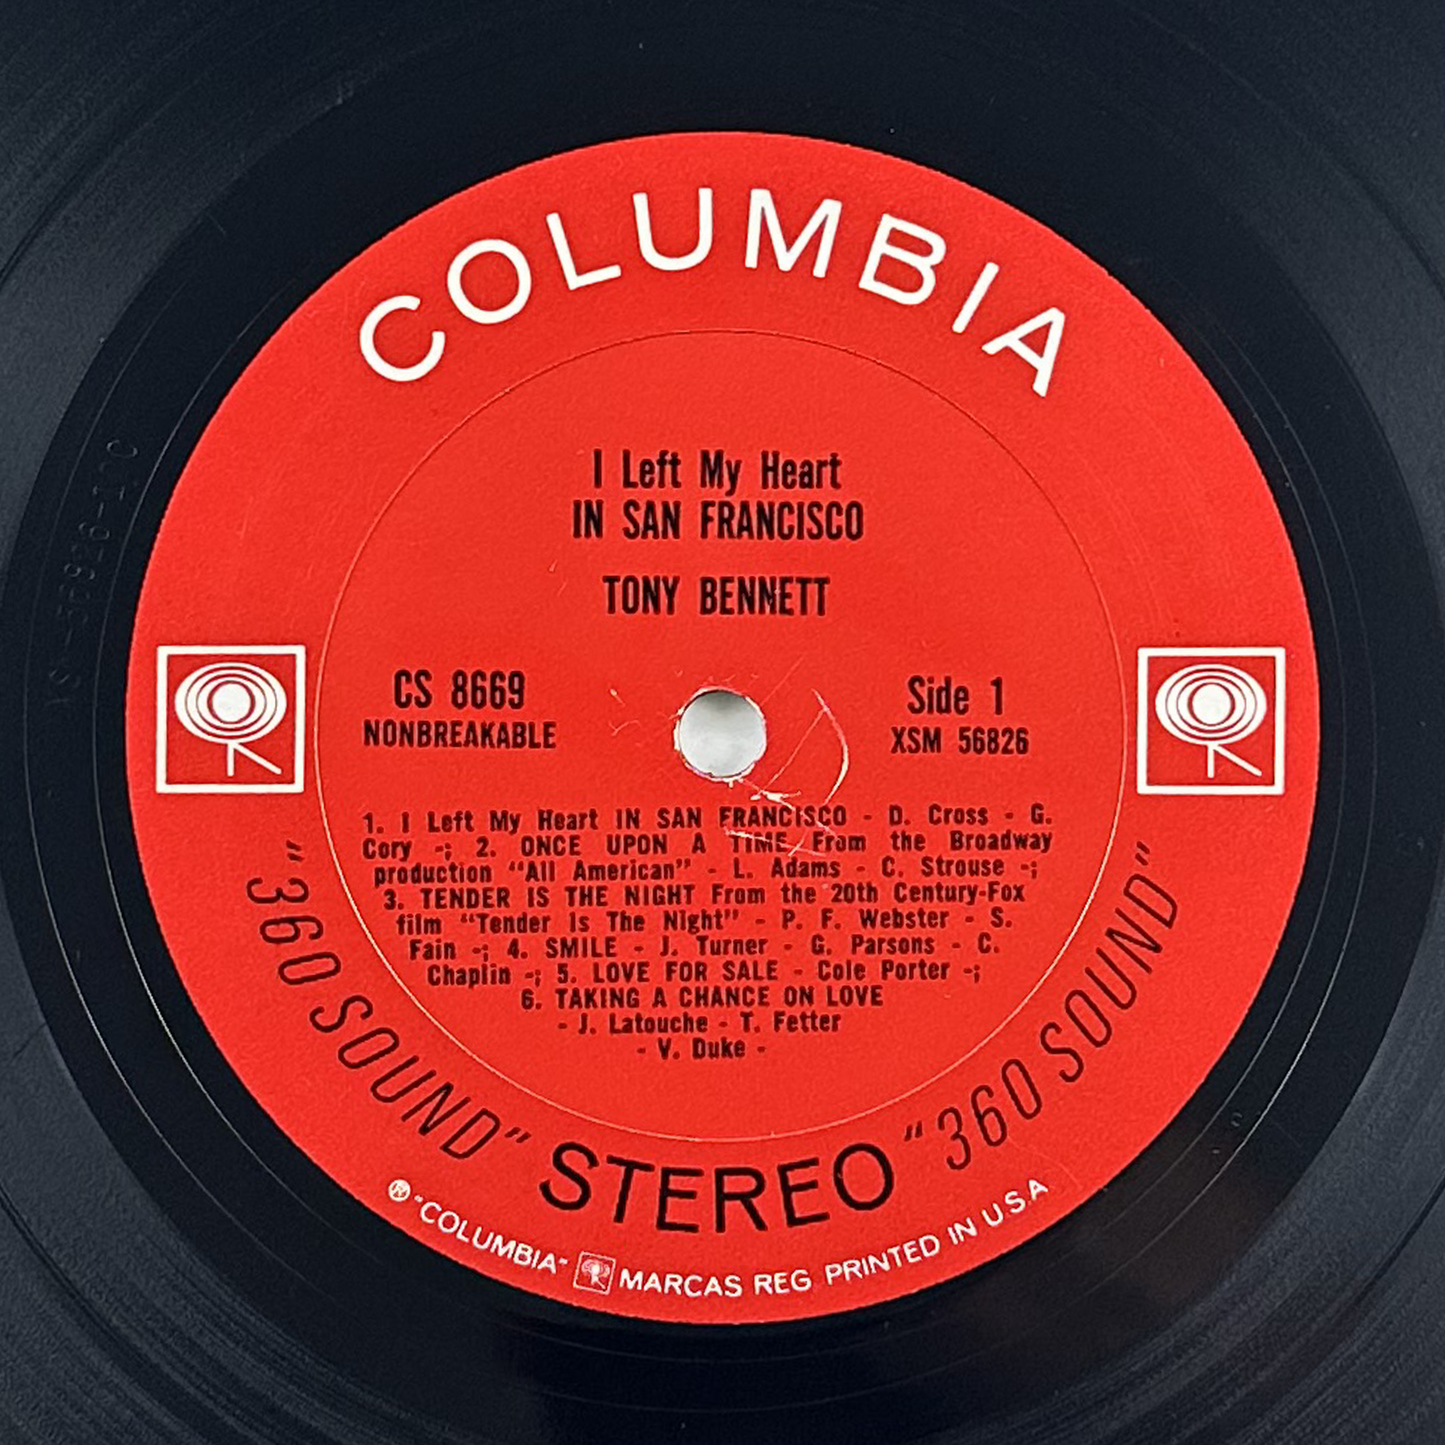 COLUMBIA
I Left My Heart
IN SAN FRANCISCO
TONY BENNETT
CS 8669
NONBREAKABLE
Side 1
XSM 56826
1. I Left My Heart IN SAN FRANCISCO - D. Cross - G.
Cory -; 2. ONCE UPON A TIME From the Broadway
production "All American" - L. Adams - C. Strouse -;
3. TENDER IS THE NIGHT From the 20th Century-Fox
film "Tender Is The Night" - P. F. Webster - S.
Fain -; 4. SMILE - J. Turner - G. Parsons - C.
Chaplin -; 5. LOVE FOR SALE - Cole Porter -;
6. TAKING A CHANCE ON LOVE
- J. Latouche - T. Fetter
- V. Duke -
"360 SOUND" STEREO "360 SOUND"
® "COLUMBIA" MARCAS REG PRINTED IN U.S.A